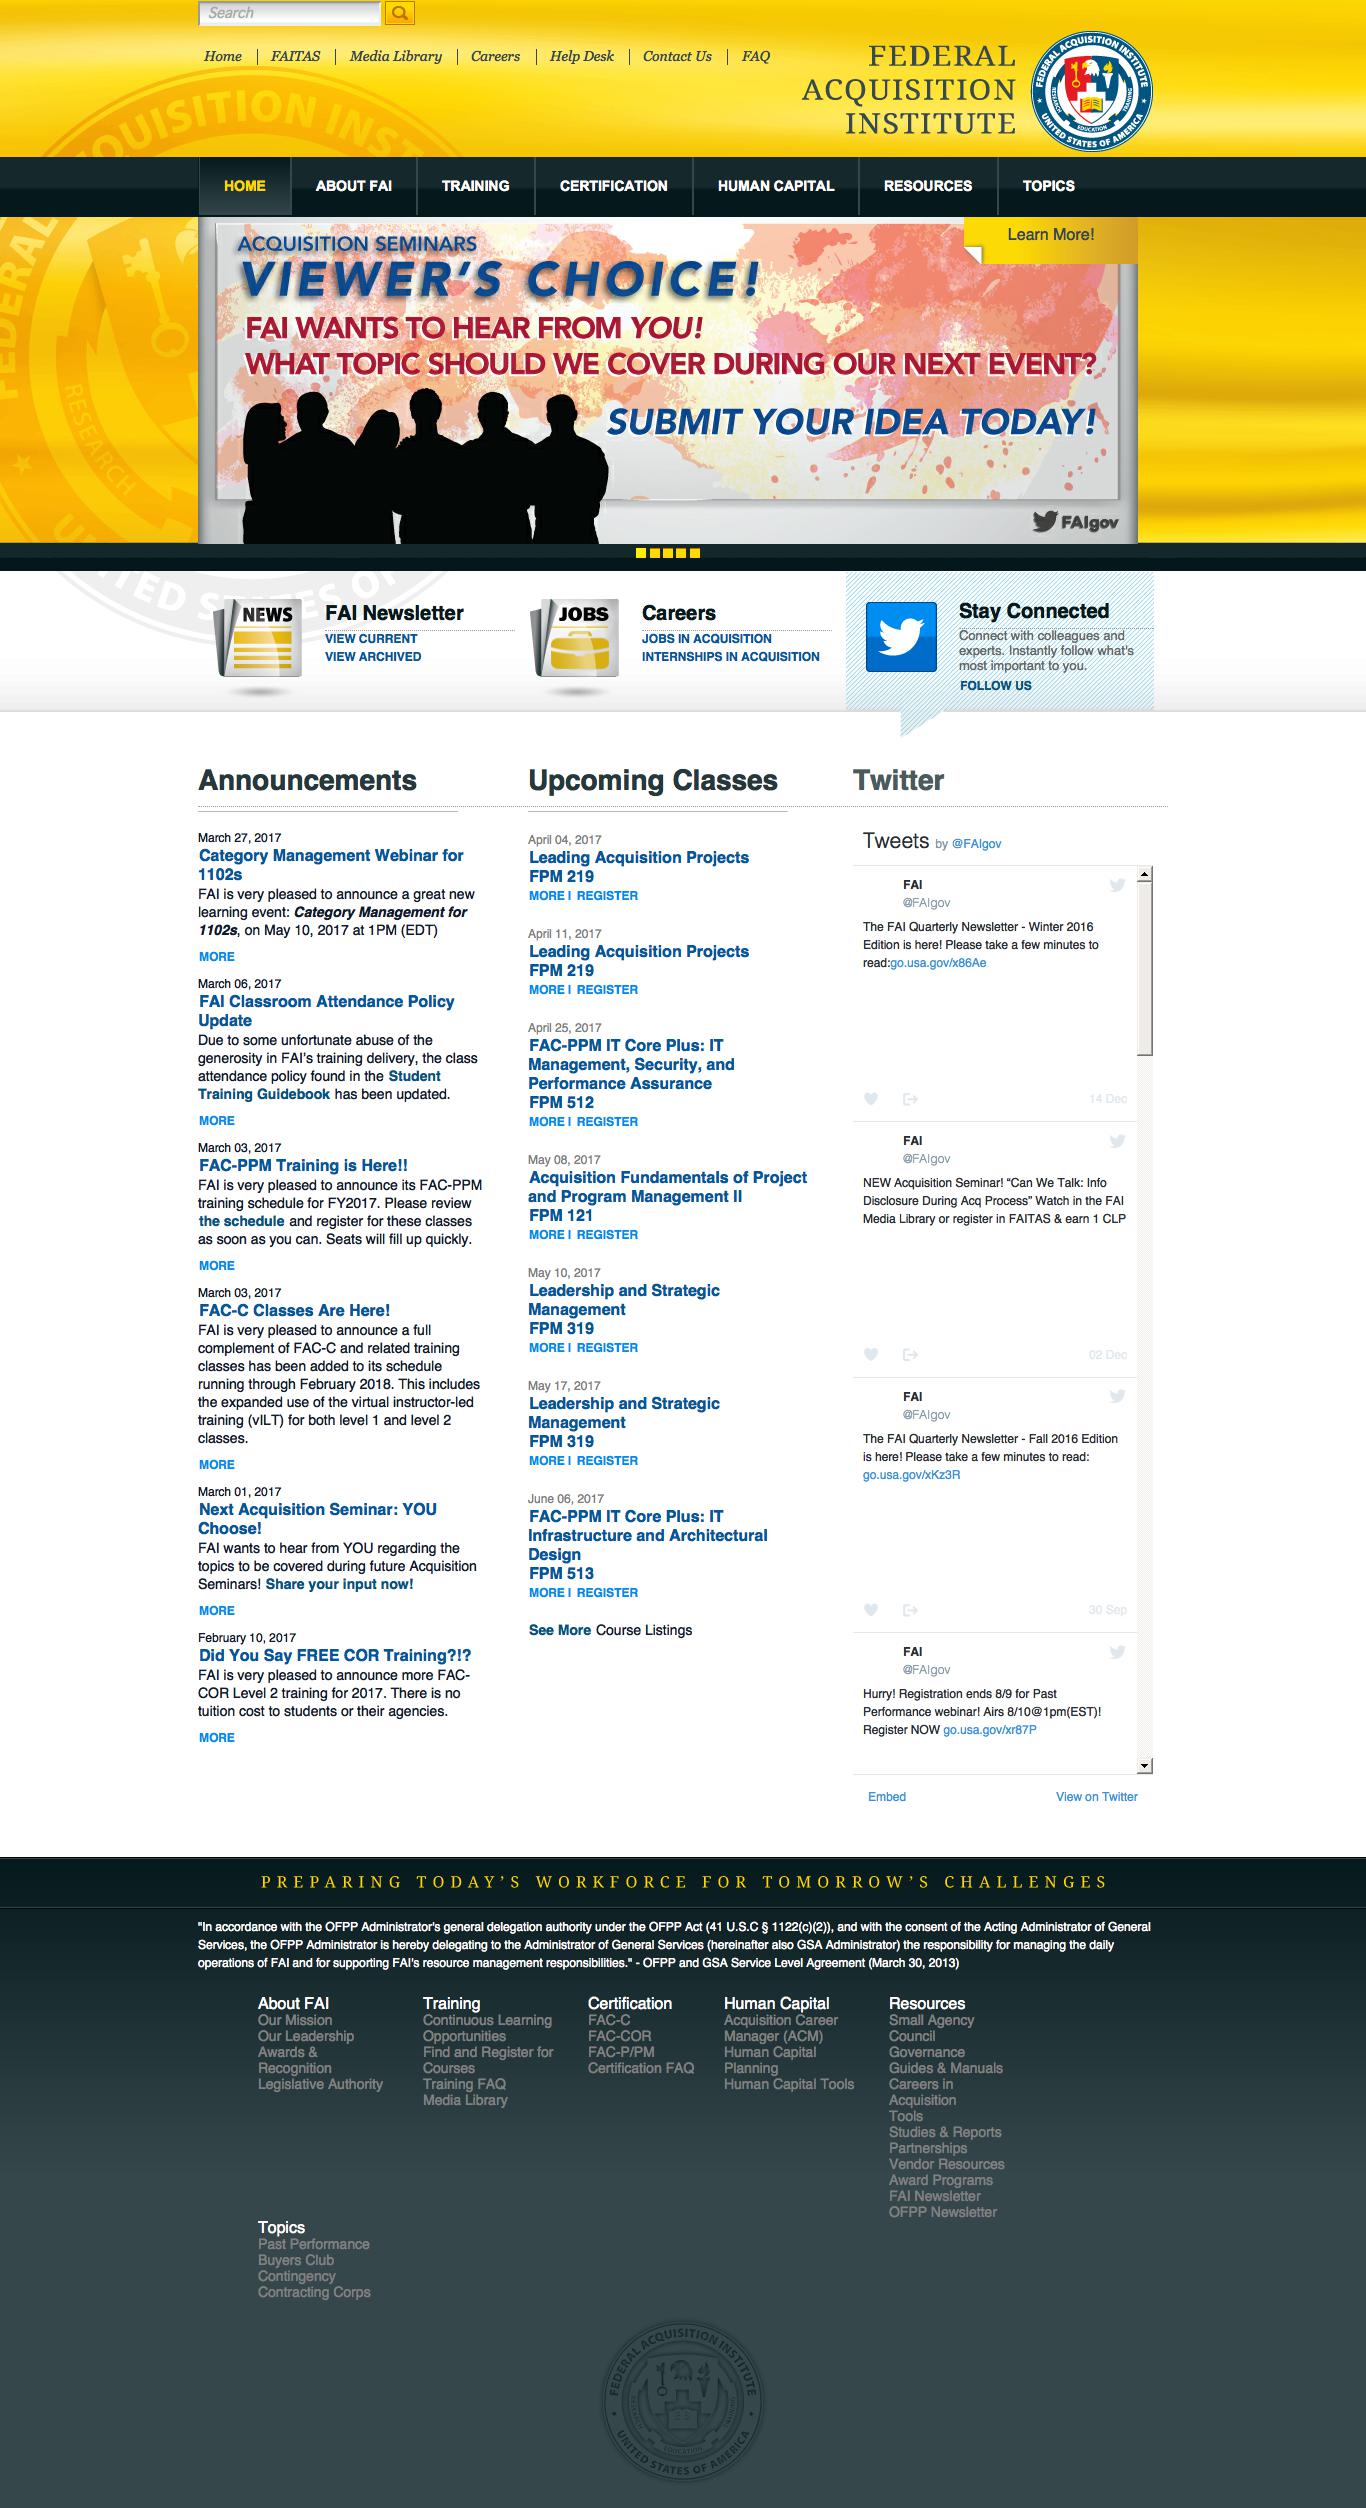 Search
Home
FAITAS
Media Library
Careers
Help Desk
Contact Us
FAQ
FEDERAL
ACQUISITION
INSTITUTE
FEDERAL ACQUISITION INSTITUTE
RESEARCH
EDUCATION
TRAINING
UNITED STATES OF AMERICA
HOME
ABOUT FAI
TRAINING
CERTIFICATION
HUMAN CAPITAL
RESOURCES
TOPICS
Learn More!
ACQUISITION SEMINARS
VIEWER'S CHOICE!
FAI WANTS TO HEAR FROM YOU!
WHAT TOPIC SHOULD WE COVER DURING OUR NEXT EVENT?
SUBMIT YOUR IDEA TODAY!
FAIgov
NEWS
FAI Newsletter
VIEW CURRENT
VIEW ARCHIVED
JOBS
Careers
JOBS IN ACQUISITION
INTERNSHIPS IN ACQUISITION
Stay Connected
Connect with colleagues and
experts. Instantly follow what's
most important to you.
FOLLOW US
Announcements
March 27, 2017
Category Management Webinar for
1102s
FAI is very pleased to announce a great new
learning event: Category Management for
1102s, on May 10, 2017 at 1PM (EDT)
MORE
March 06, 2017
FAI Classroom Attendance Policy
Update
Due to some unfortunate abuse of the
generosity in FAI's training delivery, the class
attendance policy found in the Student
Training Guidebook has been updated.
MORE
March 03, 2017
FAC-PPM Training is Here!!
FAI is very pleased to announce its FAC-PPM
training schedule for FY2017. Please review
the schedule and register for these classes
as soon as you can. Seats will fill up quickly.
MORE
March 03, 2017
FAC-C Classes Are Here!
FAI is very pleased to announce a full
complement of FAC-C and related training
classes has been added to its schedule
running through February 2018. This includes
the expanded use of the virtual instructor-led
training (vILT) for both level 1 and level 2
classes.
MORE
March 01, 2017
Next Acquisition Seminar: YOU
Choose!
FAI wants to hear from YOU regarding the
topics to be covered during future Acquisition
Seminars! Share your input now!
MORE
February 10, 2017
Did You Say FREE COR Training?!?
FAI is very pleased to announce more FAC-
COR Level 2 training for 2017. There is no
tuition cost to students or their agencies.
MORE
Upcoming Classes
April 04, 2017
Leading Acquisition Projects
FPM 219
MORE | REGISTER
April 11, 2017
Leading Acquisition Projects
FPM 219
MORE | REGISTER
April 25, 2017
FAC-PPM IT Core Plus: IT
Management, Security, and
Performance Assurance
FPM 512
MORE | REGISTER
May 08, 2017
Acquisition Fundamentals of Project
and Program Management II
FPM 121
MORE | REGISTER
May 10, 2017
Leadership and Strategic
Management
FPM 319
MORE | REGISTER
May 17, 2017
Leadership and Strategic
Management
FPM 319
MORE | REGISTER
June 06, 2017
FAC-PPM IT Core Plus: IT
Infrastructure and Architectural
Design
FPM 513
MORE | REGISTER
See More Course Listings
Twitter
Tweets by @FAIgov
FAI
@FAIgov
The FAI Quarterly Newsletter - Winter 2016
Edition is here! Please take a few minutes to
read:go.usa.gov/x86Ae
14 Dec
FAI
@FAIgov
NEW Acquisition Seminar! “Can We Talk: Info
Disclosure During Acq Process” Watch in the FAI
Media Library or register in FAITAS & earn 1 CLP
02 Dec
FAI
@FAIgov
The FAI Quarterly Newsletter - Fall 2016 Edition
is here! Please take a few minutes to read:
go.usa.gov/xKz3R
30 Sep
FAI
@FAIgov
Hurry! Registration ends 8/9 for Past
Performance webinar! Airs 8/10@1pm(EST)!
Register NOW go.usa.gov/xr87P
Embed
View on Twitter
PREPARING TODAY'S WORKFORCE FOR TOMORROW'S CHALLENGES
"In accordance with the OFPP Administrator's general delegation authority under the OFPP Act (41 U.S.C § 1122(c)(2)), and with the consent of the Acting Administrator of General
Services, the OFPP Administrator is hereby delegating to the Administrator of General Services (hereinafter also GSA Administrator) the responsibility for managing the daily
operations of FAI and for supporting FAI's resource management responsibilities." - OFPP and GSA Service Level Agreement (March 30, 2013)
About FAI
Our Mission
Our Leadership
Awards &
Recognition
Legislative Authority
Training
Continuous Learning
Opportunities
Find and Register for
Courses
Training FAQ
Media Library
Certification
FAC-C
FAC-COR
FAC-P/PM
Certification FAQ
Human Capital
Acquisition Career
Manager (ACM)
Human Capital
Planning
Human Capital Tools
Resources
Small Agency
Council
Governance
Guides & Manuals
Careers in
Acquisition
Tools
Studies & Reports
Partnerships
Vendor Resources
Award Programs
FAI Newsletter
OFPP Newsletter
Topics
Past Performance
Buyers Club
Contingency
Contracting Corps
FEDERAL ACQUISITION INSTITUTE
RESEARCH
EDUCATION
TRAINING
UNITED STATES OF AMERICA